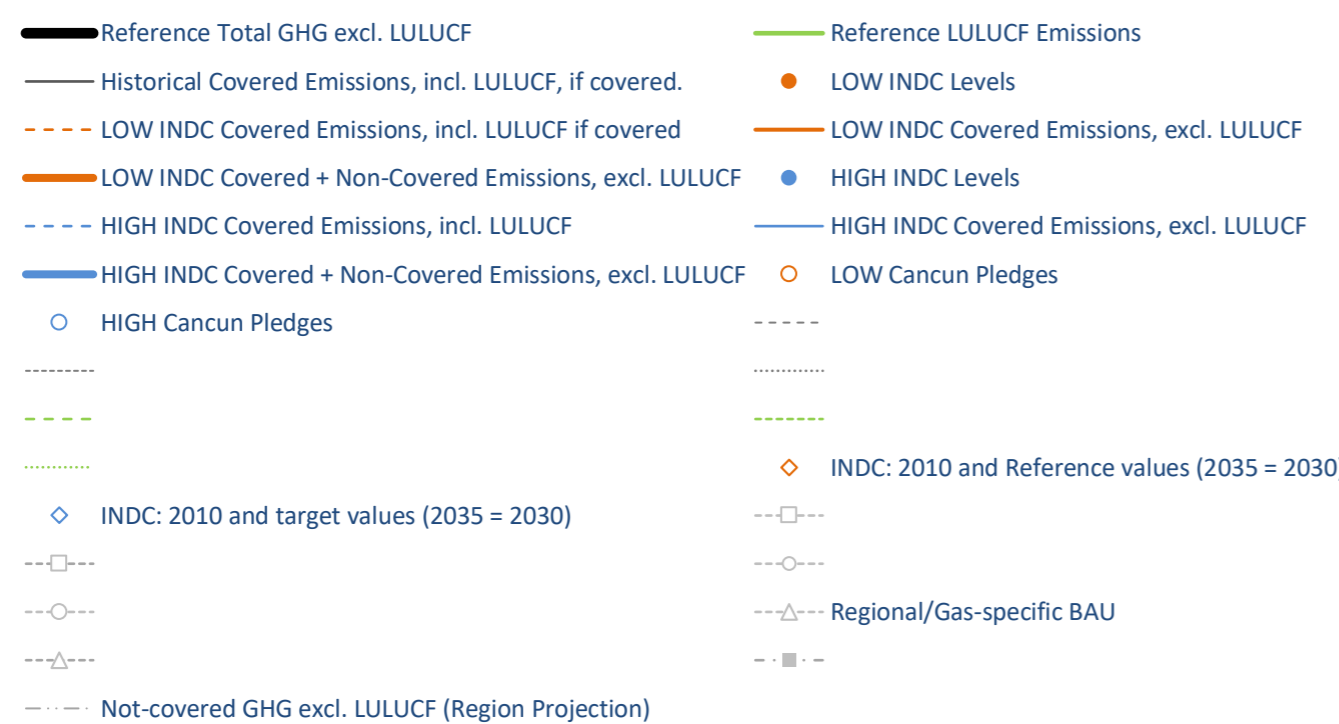 Reference Total GHG excl. LULUCF
Reference LULUCF Emissions
Historical Covered Emissions, incl. LULUCF, if covered.
LOW INDC Levels
LOW INDC Covered Emissions, incl. LULUCF if covered
LOW INDC Covered Emissions, excl. LULUCF
LOW INDC Covered + Non-Covered Emissions, excl. LULUCF
HIGH INDC Levels
HIGH INDC Covered Emissions, incl. LULUCF
HIGH INDC Covered Emissions, excl. LULUCF
HIGH INDC Covered + Non-Covered Emissions, excl. LULUCF
LOW Cancun Pledges
HIGH Cancun Pledges
INDC: 2010 and Reference values (2035 = 2030)
INDC: 2010 and target values (2035 = 2030)
Regional/Gas-specific BAU
Not-covered GHG excl. LULUCF (Region Projection)